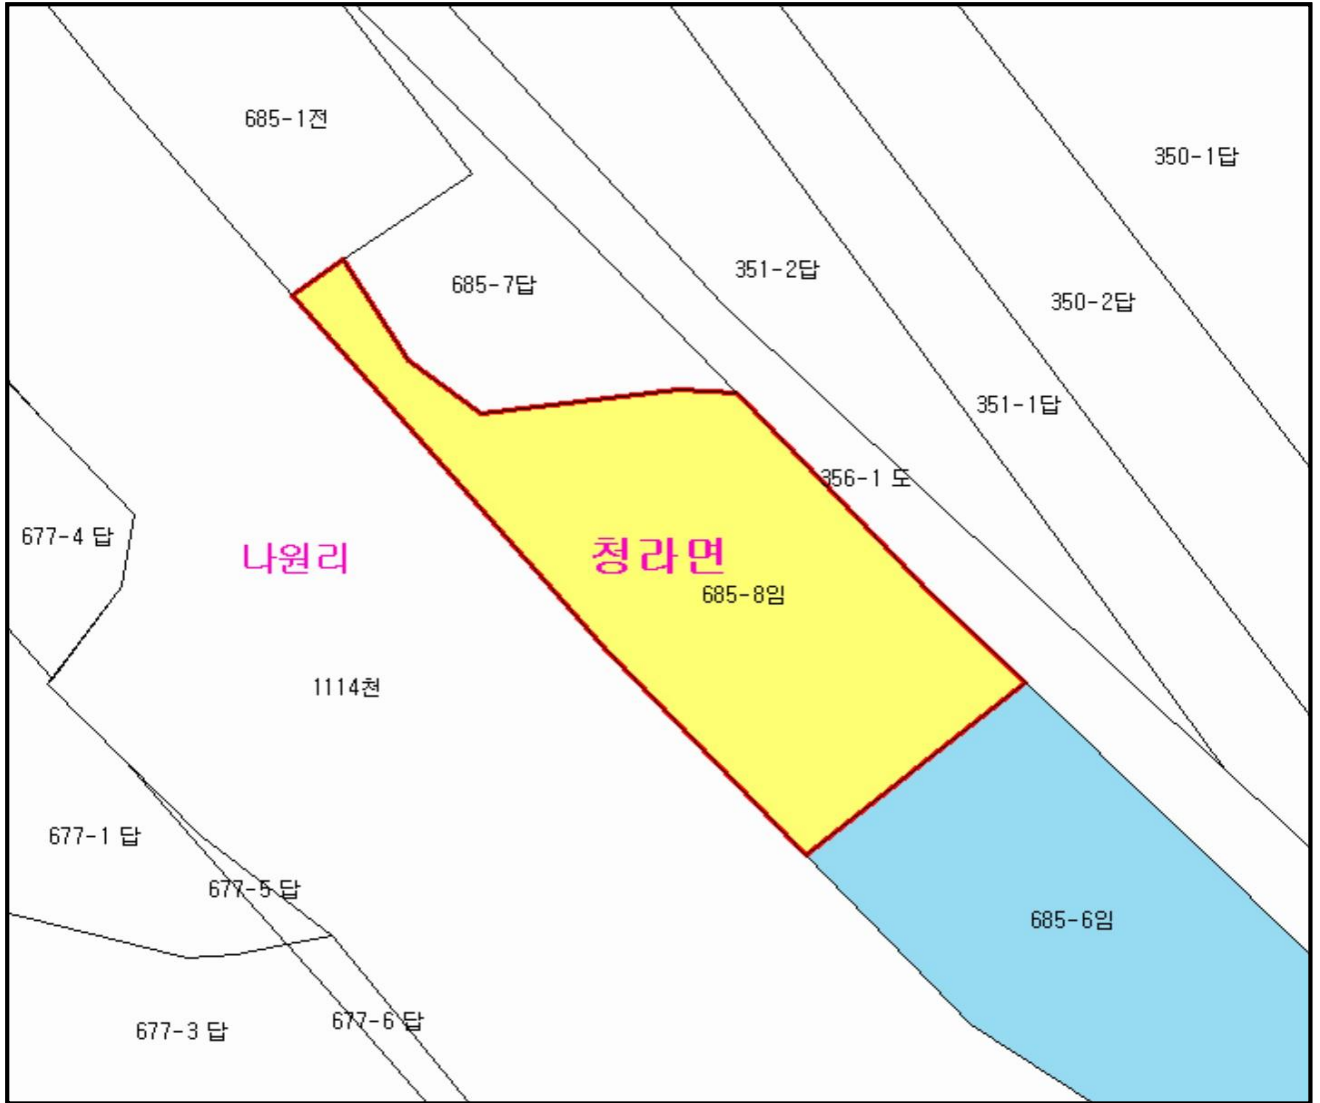 685-1전
350-1답
351-2답
685-7답
350-2답
351-1답
356-1 도
677-4 답
나원리
청라면
685-8임
1114천
677-1 답
677-5 답
685-6임
677-3 답
677-6 답